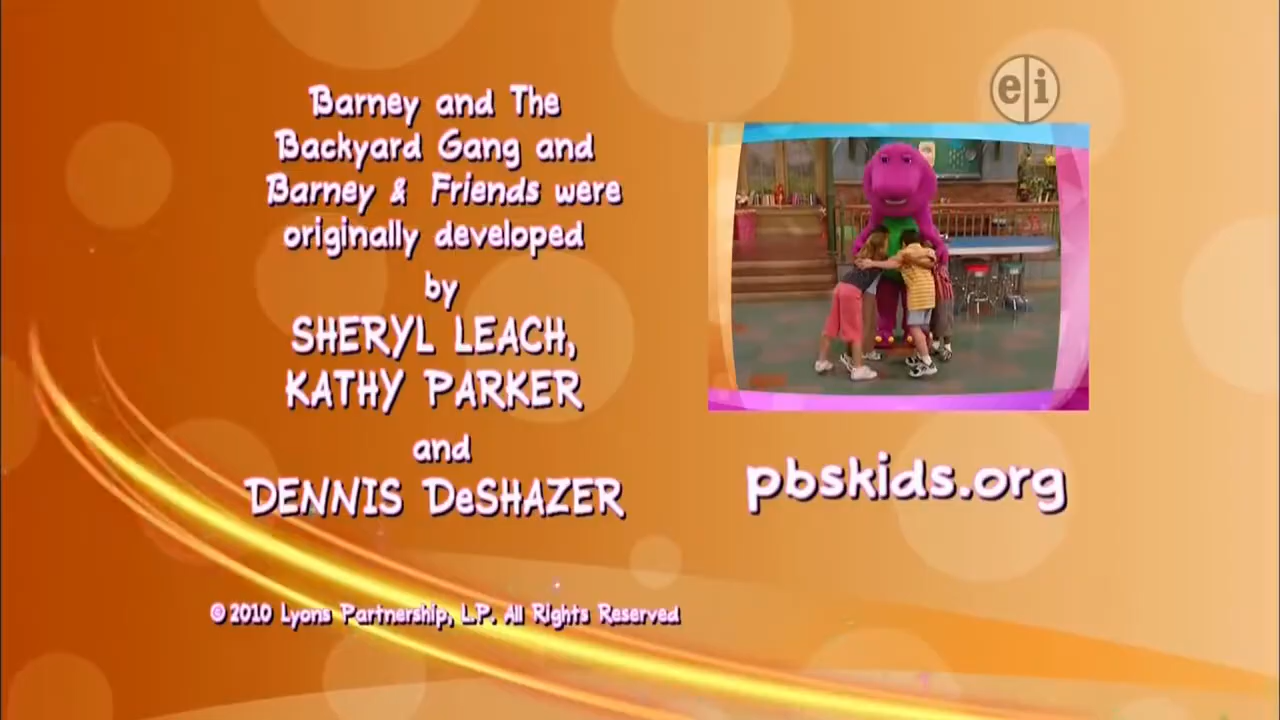 Barney and The
Backyard Gang and
Barney & Friends were
originally developed
by
SHERYL LEACH,
KATHY PARKER
and
DENNIS DeSHAZER
© 2010 Lyons Partnership, L.P. All Rights Reserved
ei
pbskids.org